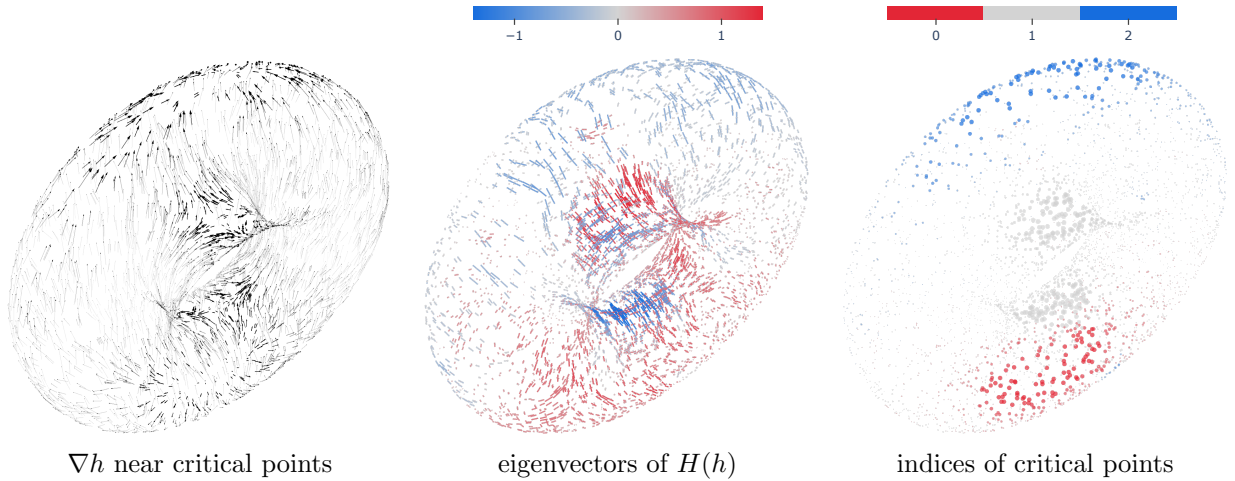 −1 0 1
0 1 2
∇h near critical points
eigenvectors of H(h)
indices of critical points